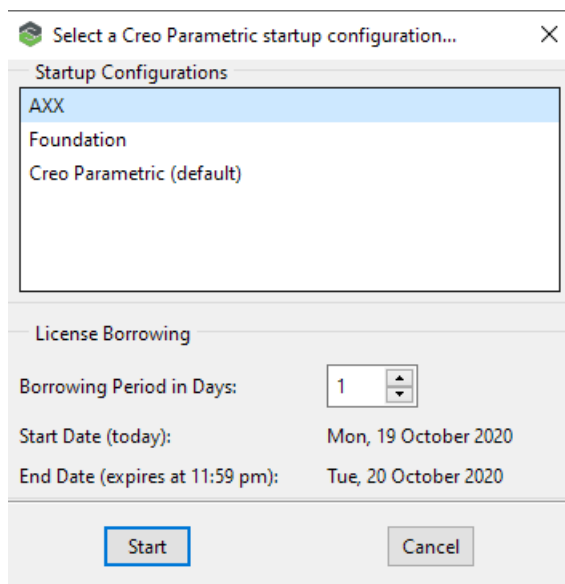 Select a Creo Parametric startup configuration...
Startup Configurations
AXX
Foundation
Creo Parametric (default)
License Borrowing
Borrowing Period in Days: 1
Start Date (today): Mon, 19 October 2020
End Date (expires at 11:59 pm): Tue, 20 October 2020
Start Cancel